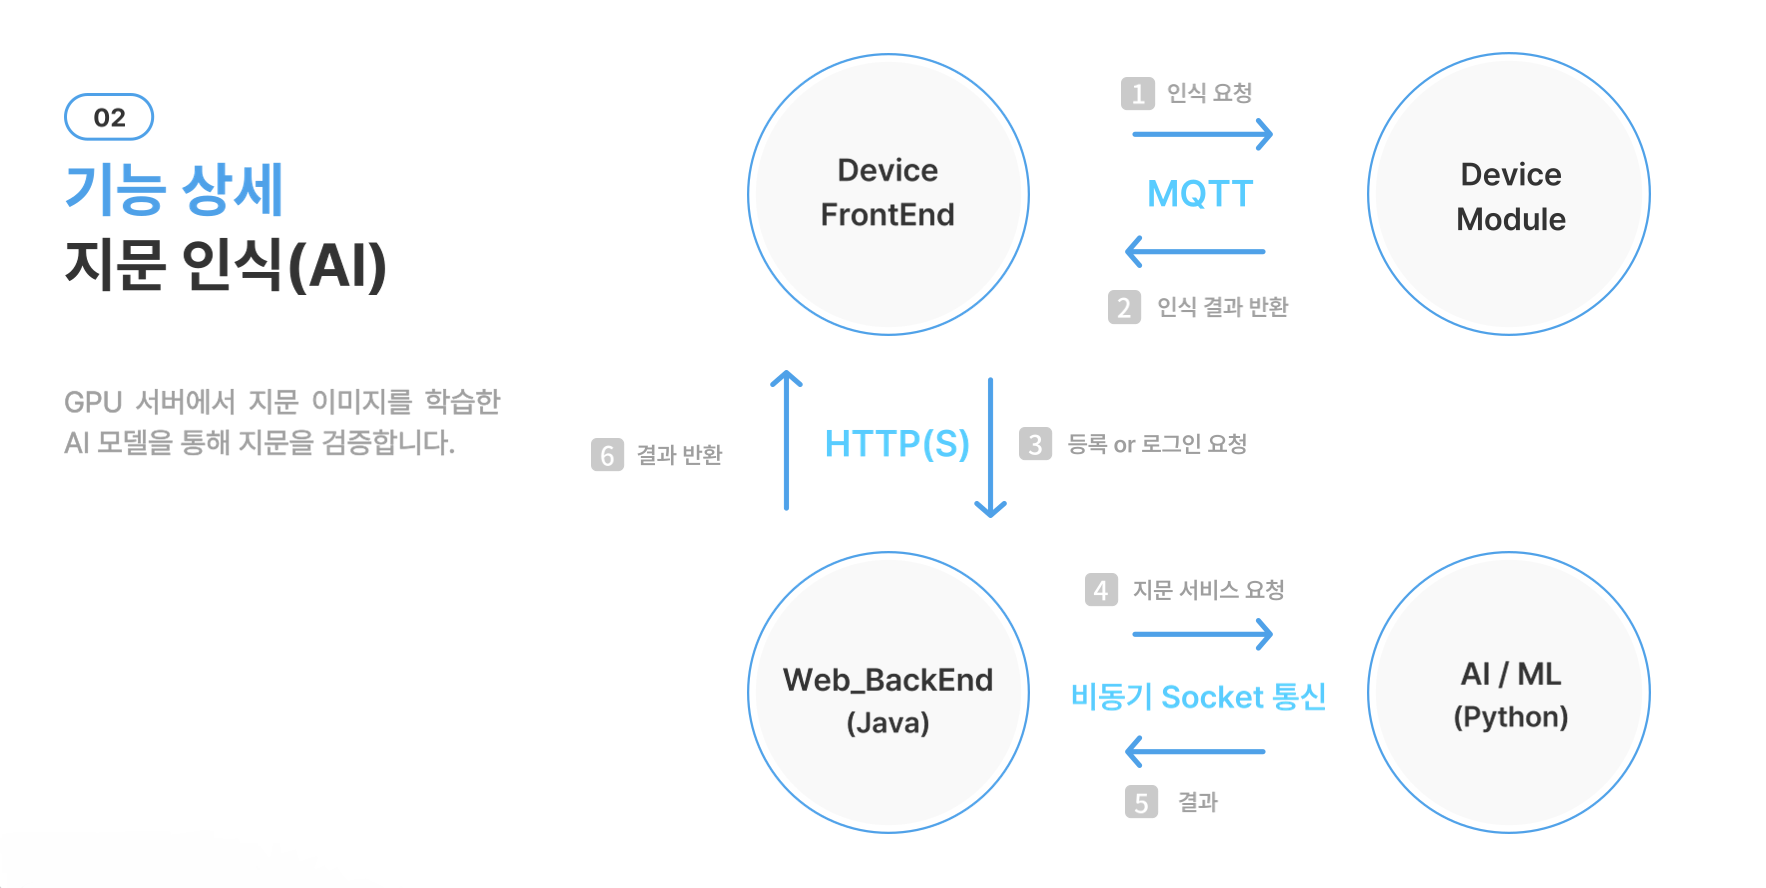 02
기능 상세
지문 인식(AI)
GPU 서버에서 지문 이미지를 학습한
AI 모델을 통해 지문을 검증합니다.
Device
FrontEnd
1 인식 요청
MQTT
2 인식 결과 반환
Device
Module
6 결과 반환
HTTP(S)
3 등록 or 로그인 요청
Web_BackEnd
(Java)
4 지문 서비스 요청
비동기 Socket 통신
5 결과
AI / ML
(Python)